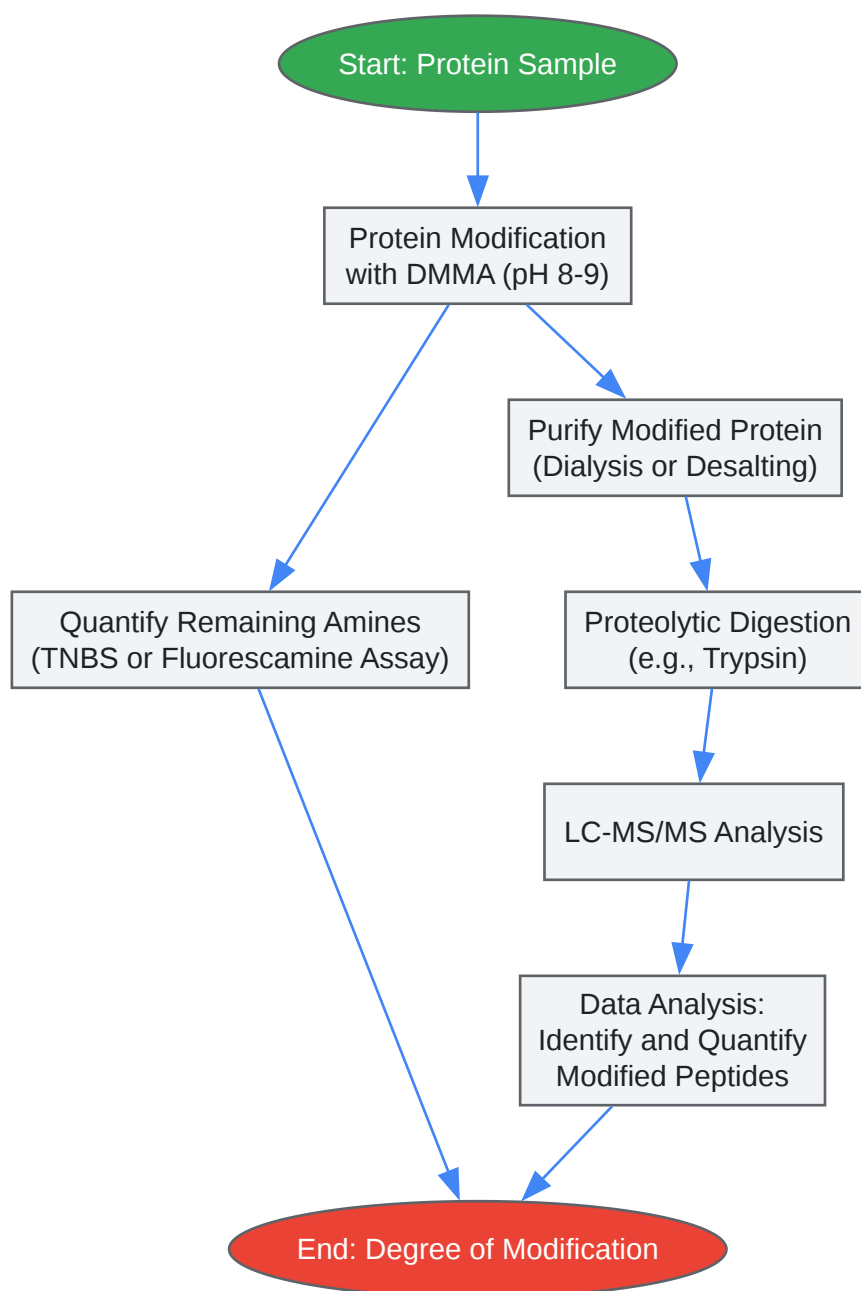 Start: Protein Sample
Protein Modification
with DMMA (pH 8-9)
Purify Modified Protein
(Dialysis or Desalting)
Quantify Remaining Amines
(TNBS or Fluorescamine Assay)
Proteolytic Digestion
(e.g., Trypsin)
LC-MS/MS Analysis
Data Analysis:
Identify and Quantify
Modified Peptides
End: Degree of Modification